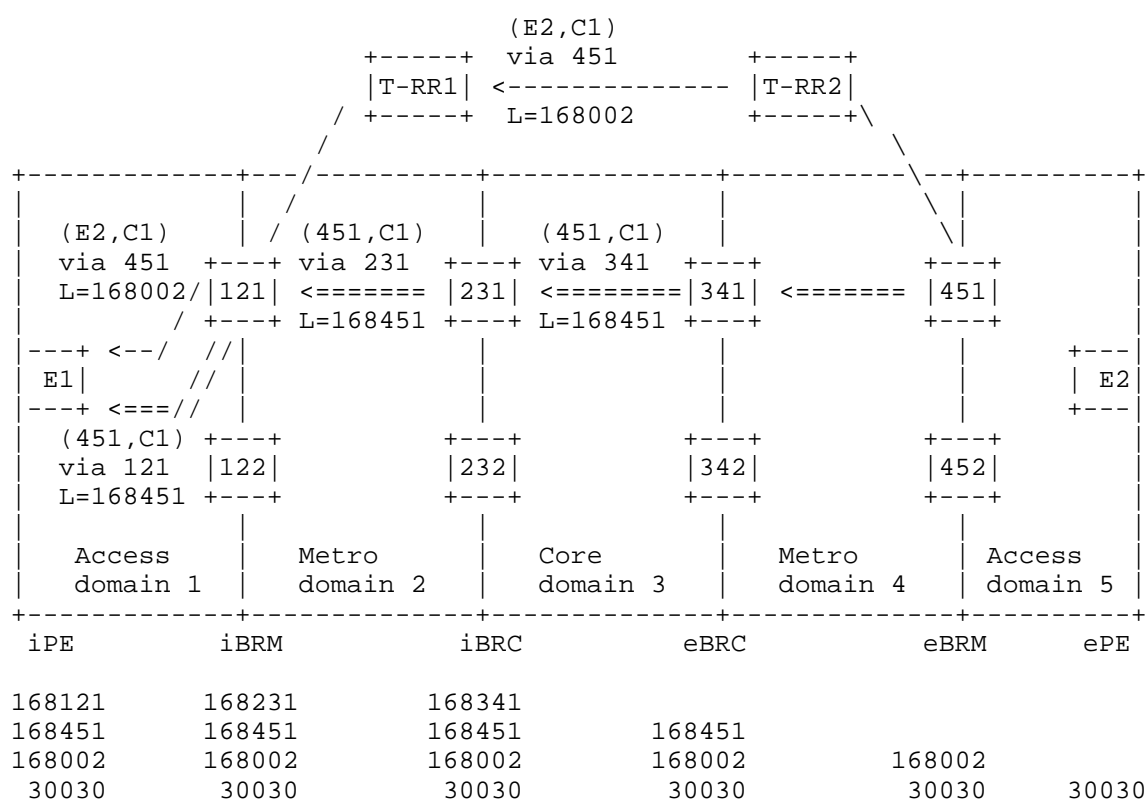 (E2,C1)
+-----+ via 451 +-----+
|T-RR1| <-------------- |T-RR2|
/ +-----+ L=168002 +-----+\
/ \
+--------------+---/----------+--------------+--------------\+----------+
| | / | | \ | |
| (E2,C1) | / (451,C1) | (451,C1) | \| |
| via 451 +---+ via 231 +---+ via 341 +---+ +---+ |
| L=168002/|121| <======= |231| <========|341| <======= |451| |
| / +---+ L=168451 +---+ L=168451 +---+ +---+ |
|---+ <--/ //| | | | +---|
| E1| // | | | | | E2|
|---+ <===// | | | | +---|
| (451,C1) +---+ +---+ +---+ +---+ |
| via 121 |122| |232| |342| |452| |
| L=168451 +---+ +---+ +---+ +---+ |
| | | | | |
| Access | Metro | Core | Metro | Access |
| domain 1 | domain 2 | domain 3 | domain 4 | domain 5 |
+--------------+--------------+--------------+--------------+----------+
iPE iBRM iBRC eBRC eBRM ePE
168121 168231 168341
168451 168451 168451 168451
168002 168002 168002 168002 168002
30030 30030 30030 30030 30030 30030